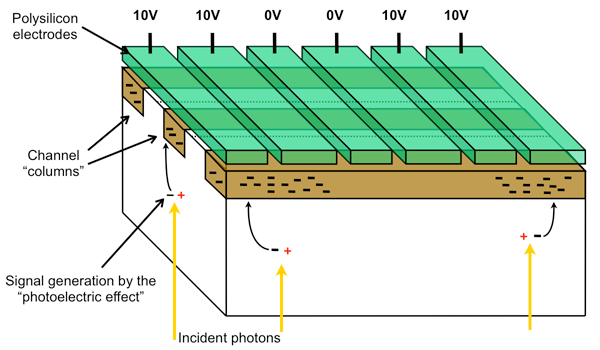 10V 10V 0V 0V 10V 10V
Polysilicon
electrodes
Channel
“columns”
Signal generation by the
“photoelectric effect”
Incident photons